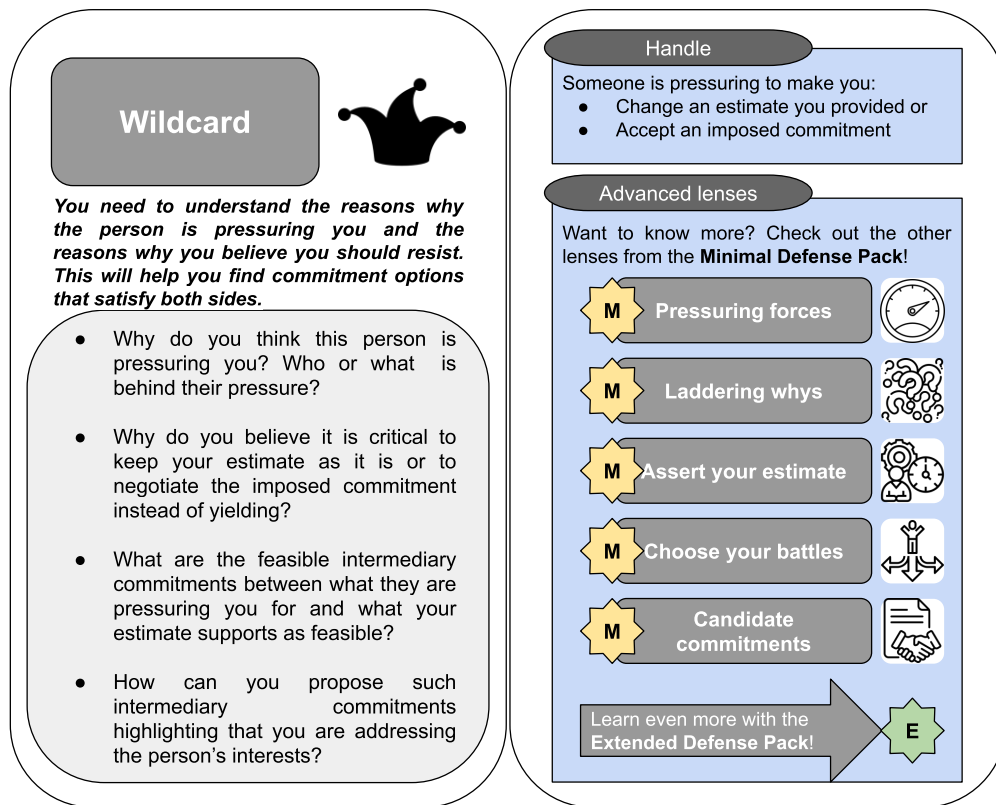 Wildcard
You need to understand the reasons why
the person is pressuring you and the
reasons why you believe you should resist.
This will help you find commitment options
that satisfy both sides.
● Why do you think this person is
pressuring you? Who or what is
behind their pressure?
● Why do you believe it is critical to
keep your estimate as it is or to
negotiate the imposed commitment
instead of yielding?
● What are the feasible intermediary
commitments between what they are
pressuring you for and what your
estimate supports as feasible?
● How can you propose such
intermediary commitments
highlighting that you are addressing
the person's interests?
Handle
Someone is pressuring to make you:
● Change an estimate you provided or
● Accept an imposed commitment
Advanced lenses
Want to know more? Check out the other
lenses from the Minimal Defense Pack!
M Pressuring forces
M Laddering whys
M Assert your estimate
M Choose your battles
M Candidate
commitments
Learn even more with the
Extended Defense Pack!
E